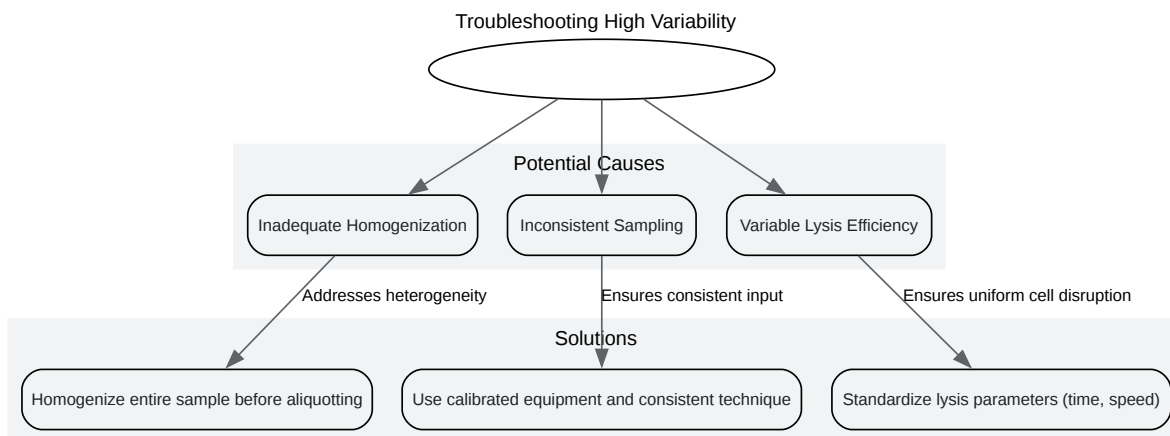 Troubleshooting High Variability
Potential Causes
Inadequate Homogenization
Inconsistent Sampling
Variable Lysis Efficiency
Addresses heterogeneity
Ensures consistent input
Ensures uniform cell disruption
Solutions
Homogenize entire sample before aliquotting
Use calibrated equipment and consistent technique
Standardize lysis parameters (time, speed)